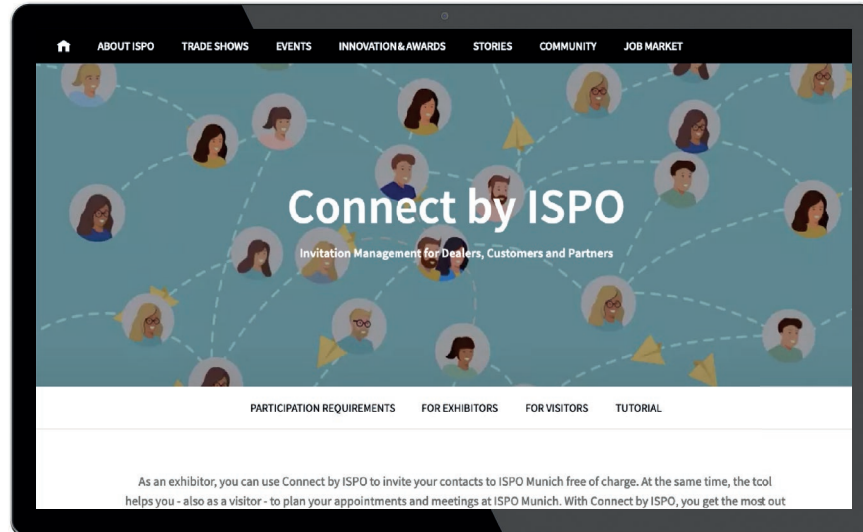 ABOUT ISPO TRADE SHOWS EVENTS INNOVATION & AWARDS STORIES COMMUNITY JOB MARKET
Connect by ISPO
Invitation Management for Dealers, Customers and Partners
PARTICIPATION REQUIREMENTS FOR EXHIBITORS FOR VISITORS TUTORIAL
As an exhibitor, you can use Connect by ISPO to invite your contacts to ISPO Munich free of charge. At the same time, the tcol
helps you - also as a visitor - to plan your appointments and meetings at ISPO Munich. With Connect by ISPO, you get the most out